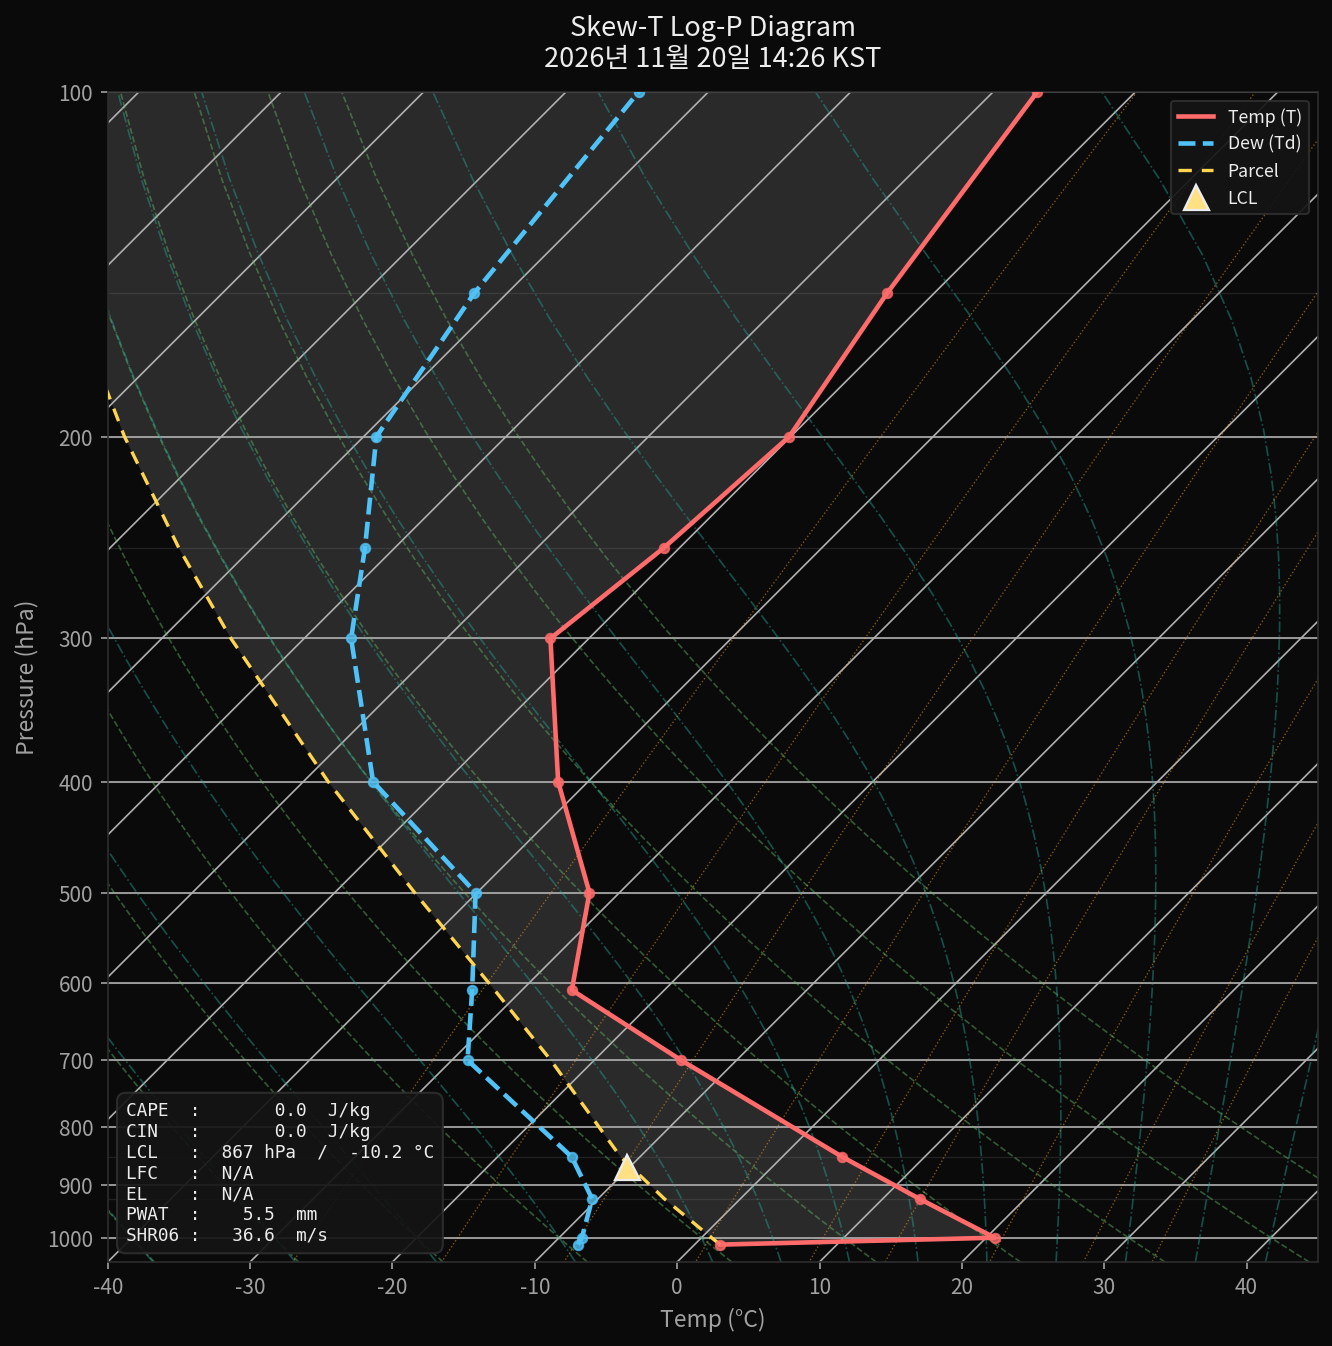 Skew-T Log-P Diagram
2026년 11월 20일 14:26 KST
Temp (T)
Dew (Td)
Parcel
LCL
Pressure (hPa)
100
200
300
400
500
600
700
800
900
1000
CAPE : 0.0 J/kg
CIN : 0.0 J/kg
LCL : 867 hPa / -10.2 °C
LFC : N/A
EL : N/A
PWAT : 5.5 mm
SHR06 : 36.6 m/s
-40 -30 -20 -10 0 10 20 30 40
Temp (°C)